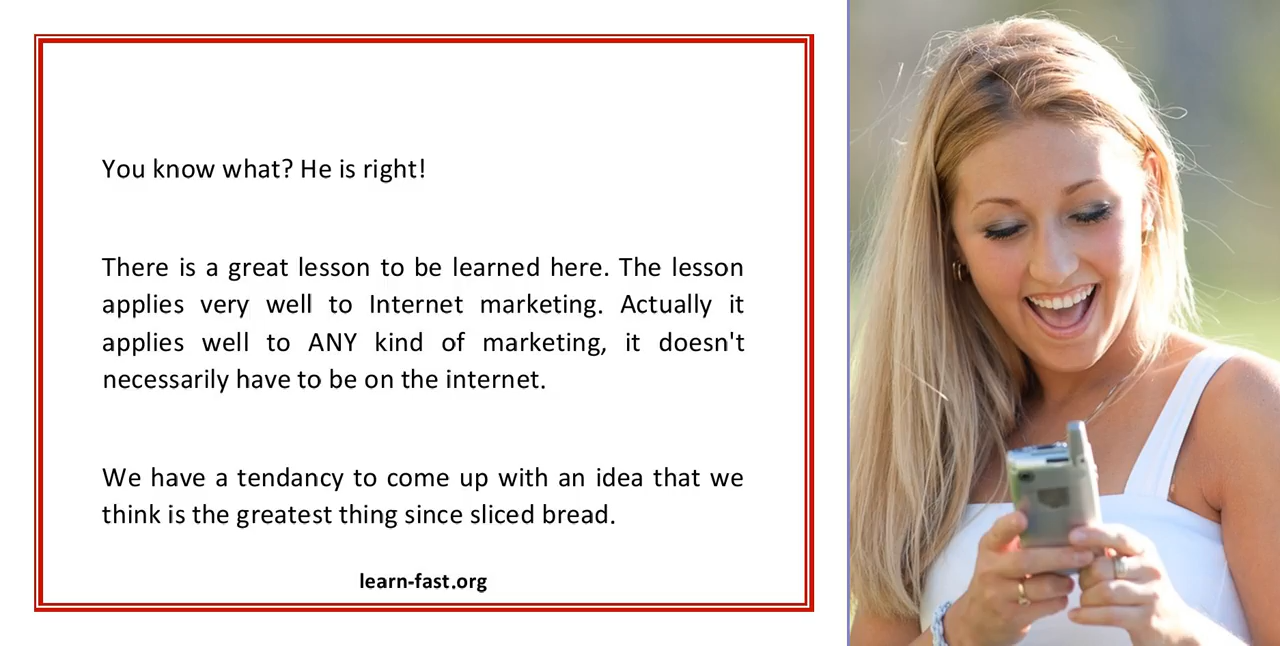 You know what? He is right!
There is a great lesson to be learned here. The lesson
applies very well to Internet marketing. Actually it
applies well to ANY kind of marketing, it doesn't
necessarily have to be on the internet.
We have a tendancy to come up with an idea that we
think is the greatest thing since sliced bread.
learn-fast.org